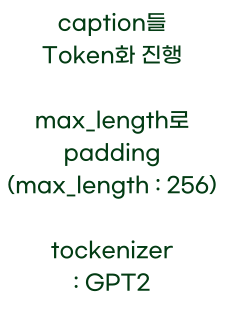 caption들
Token화 진행
max_length로
padding
(max_length : 256)
tockenizer
: GPT2